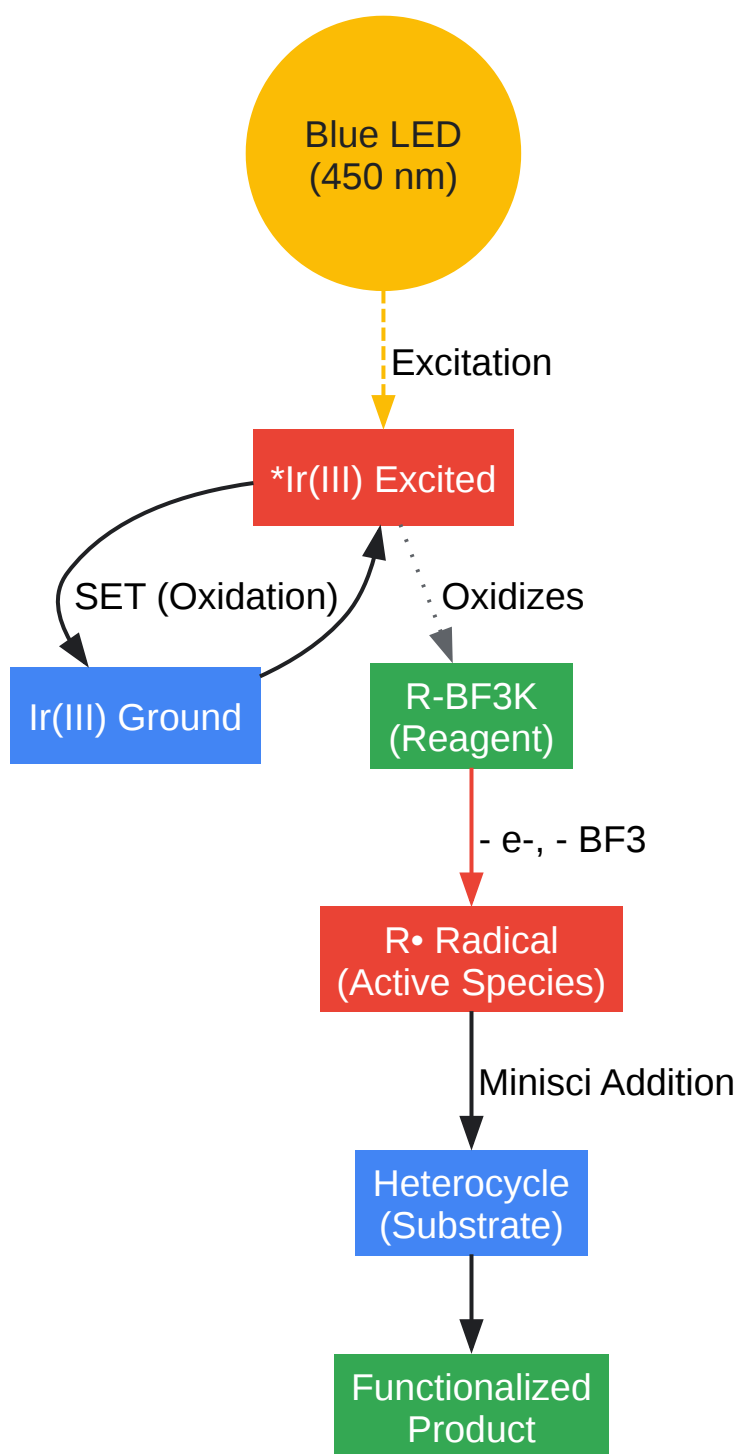 Blue LED
(450 nm)
Excitation
*Ir(III) Excited
SET (Oxidation)
Oxidizes
Ir(III) Ground
R-BF3K
(Reagent)
- e-, - BF3
R• Radical
(Active Species)
Minisci Addition
Heterocycle
(Substrate)
Functionalized
Product